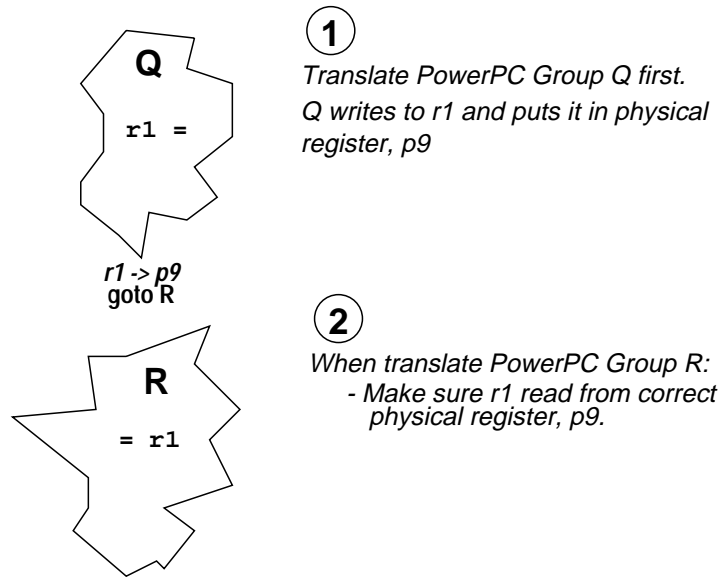 1
Q
Translate PowerPC Group Q first.
r1 =
Q writes to r1 and puts it in physical
register, p9
r1 -> p9
goto R
2
R
When translate PowerPC Group R:
- Make sure r1 read from correct
physical register, p9.
= r1